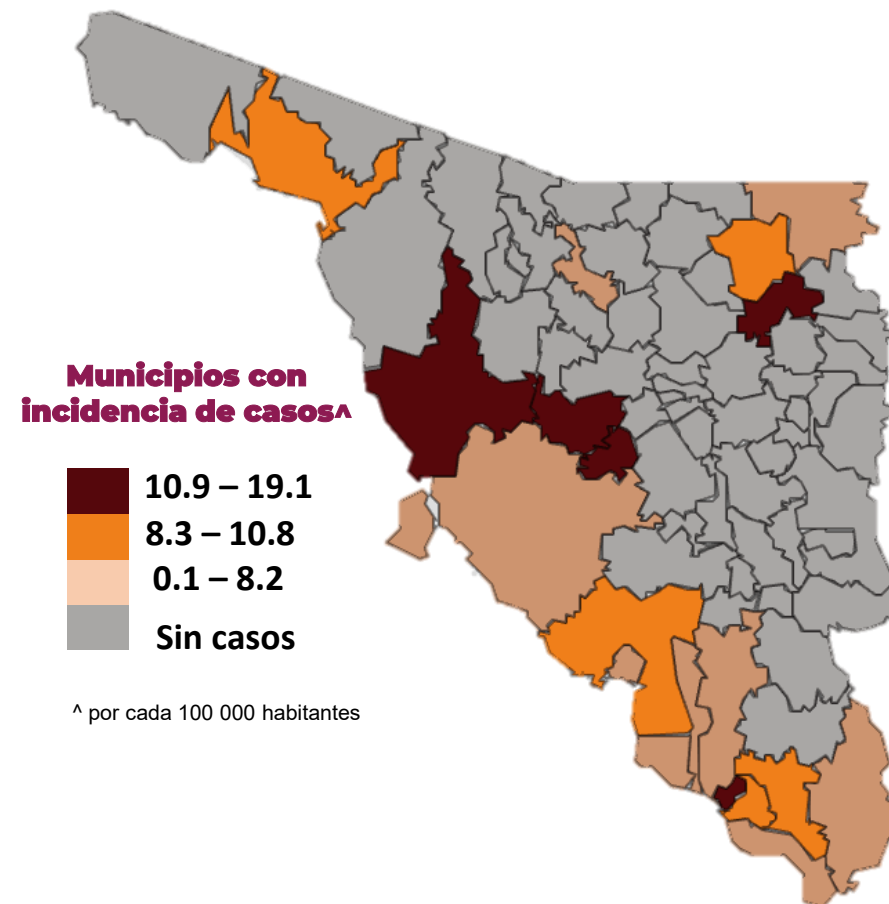 Municipios con
incidencia de casos^
10.9 – 19.1
8.3 – 10.8
0.1 – 8.2
Sin casos
^ por cada 100 000 habitantes